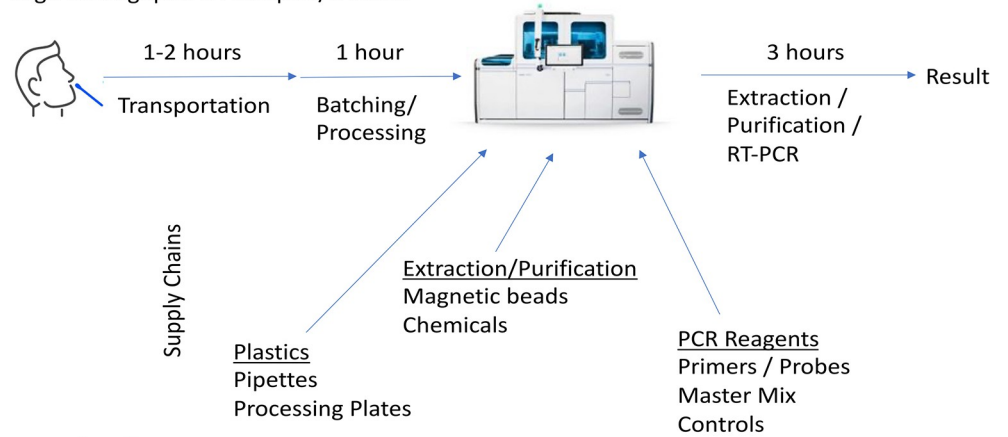 1-2 hours
1 hour
3 hours
Transportation
Batching/
Processing
Extraction /
Purification /
RT-PCR
Result
Supply Chains
Extraction/Purification
Magnetic beads
Chemicals
Plastics
Pipettes
Processing Plates
PCR Reagents
Primers / Probes
Master Mix
Controls